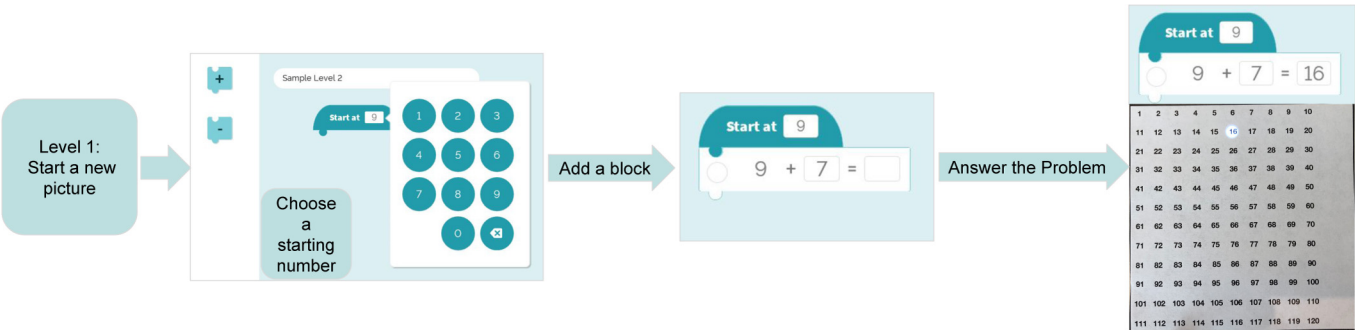 Level 1:
Start a new
picture
+
-
Sample Level 2
Start at 9
1 2 3
4 5 6
7 8 9
0
Choose
a
starting
number
Add a block
Start at 9
9 + 7 =
Answer the Problem
Start at 9
9 + 7 = 16
1 2 3 4 5 6 7 8 9 10
11 12 13 14 15 16 17 18 19 20
21 22 23 24 25 26 27 28 29 30
31 32 33 34 35 36 37 38 39 40
41 42 43 44 45 46 47 48 49 50
51 52 53 54 55 56 57 58 59 60
61 62 63 64 65 66 67 68 69 70
71 72 73 74 75 76 77 78 79 80
81 82 83 84 85 86 87 88 89 90
91 92 93 94 95 96 97 98 99 100
101 102 103 104 105 106 107 108 109 110
111 112 113 114 115 116 117 118 119 120